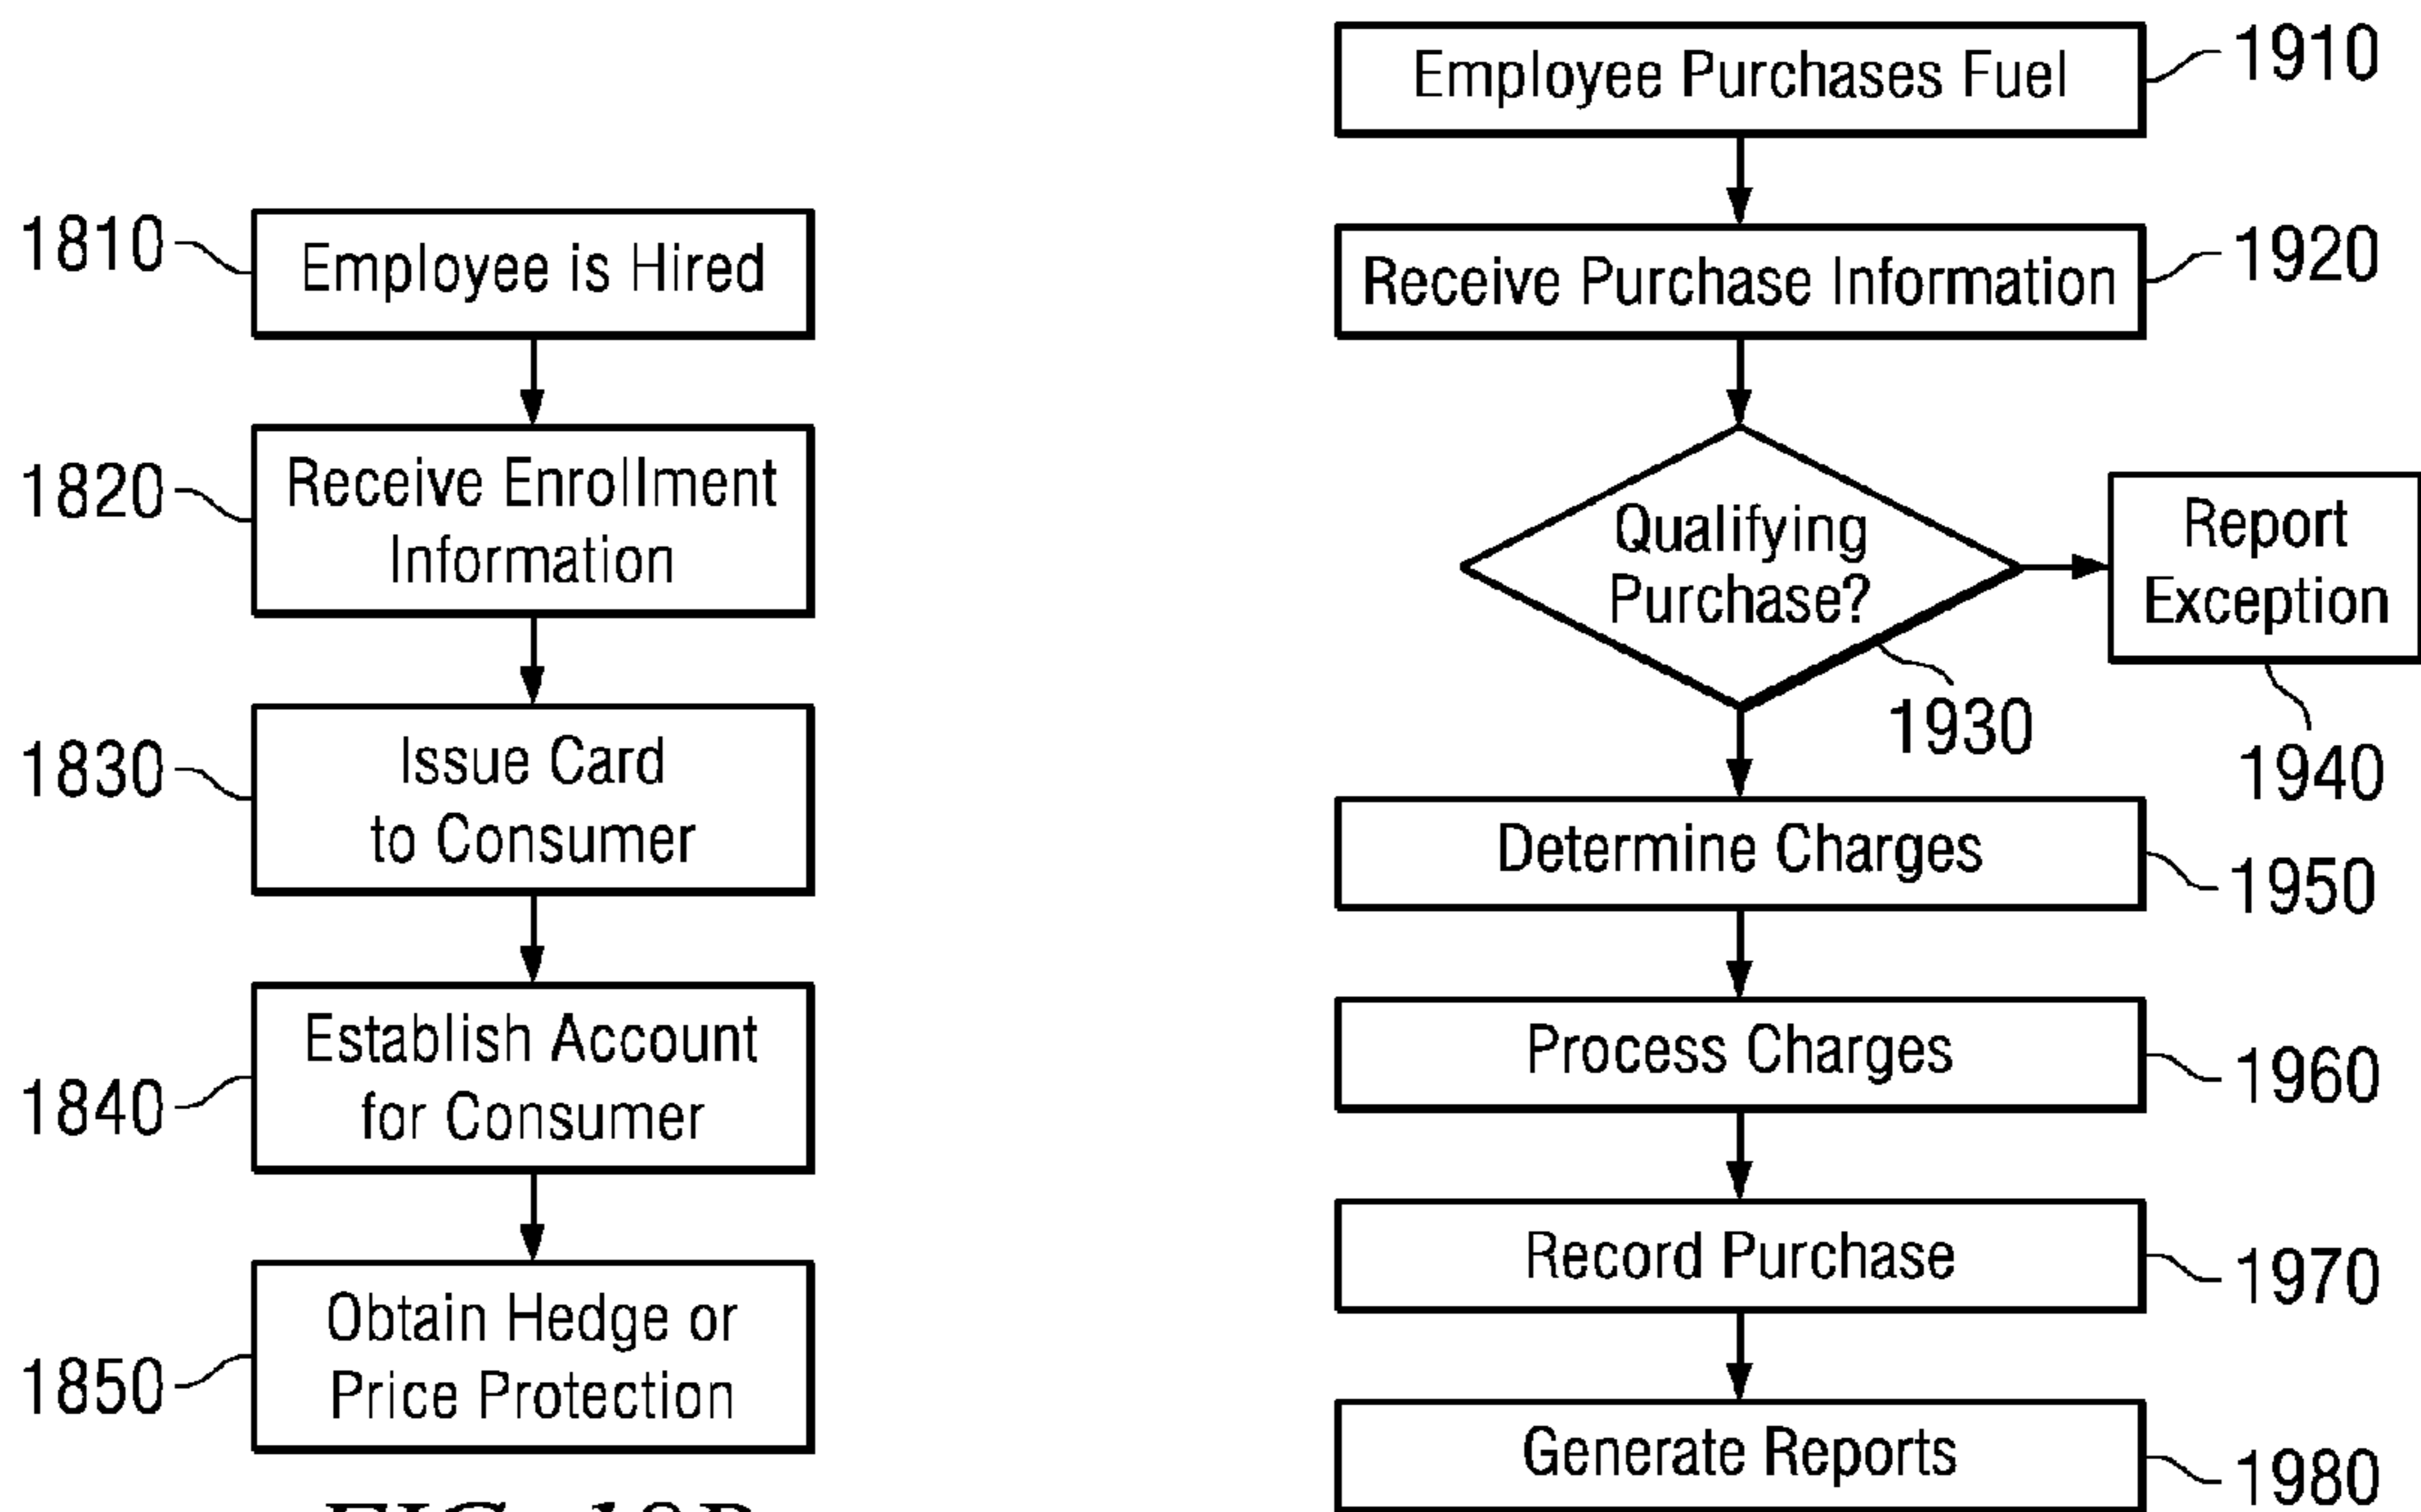 1810
Employee is Hired
1820
Receive Enrollment
Information
1830
Issue Card
to Consumer
1840
Establish Account
for Consumer
1850
Obtain Hedge or
Price Protection
Employee Purchases Fuel
1910
Receive Purchase Information
1920
Qualifying
Purchase?
1930
Report
Exception
1940
Determine Charges
1950
Process Charges
1960
Record Purchase
1970
Generate Reports
1980